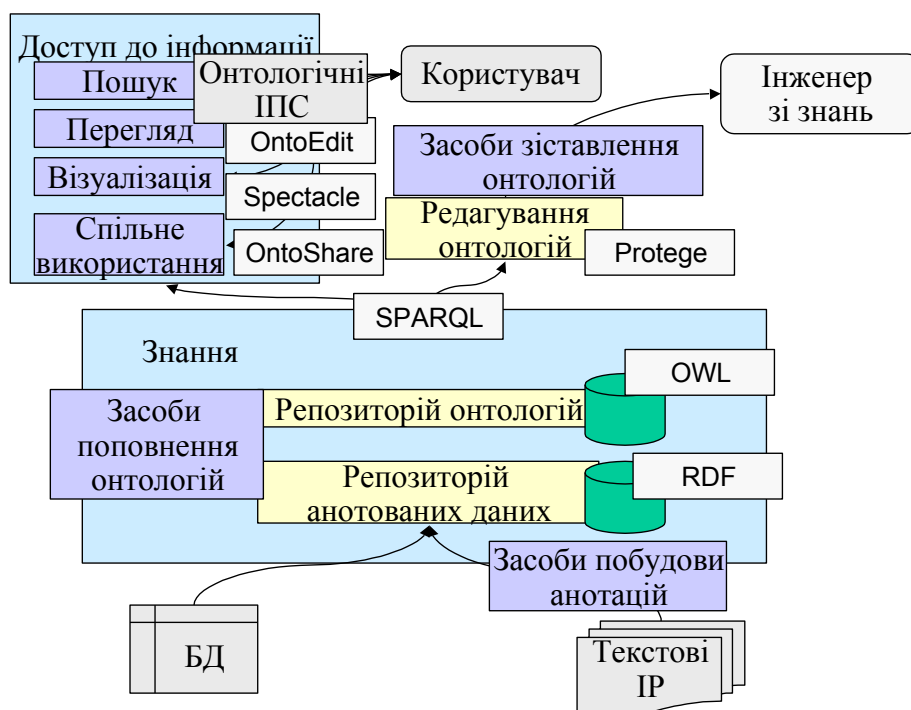 Доступ до інформації
Пошук
Онтологічні
ІПС
Перегляд
OntoEdit
Візуалізація
Spectacle
Спільне
використання
OntoShare
Користувач
Інженер
зі знань
Засоби зіставлення
онтологій
Редагування
онтологій
Protege
SPARQL
Знання
OWL
Засоби
поповнення
онтологій
Репозиторій онтологій
Репозиторій
анотованих даних
RDF
Засоби побудови
анотацій
БД
Текстові
ІР